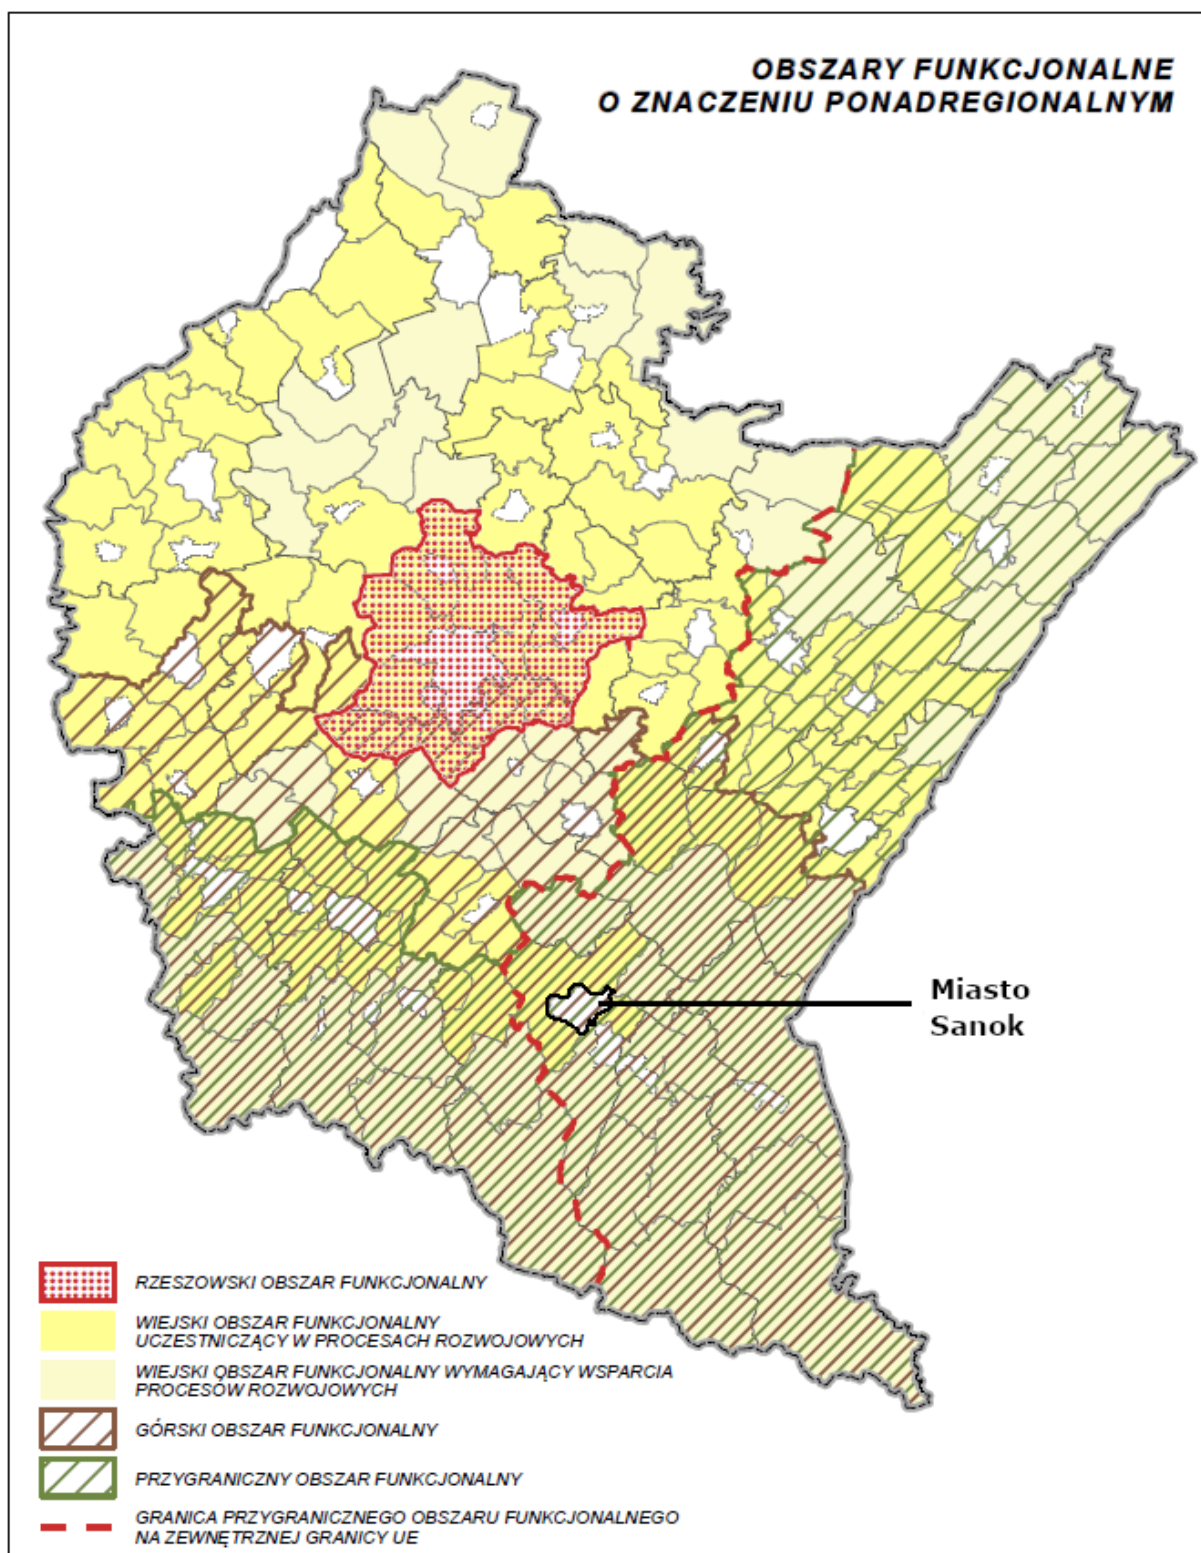 OBSZARY FUNKCJONALNE
O ZNACZENIU PONADREGIONALNYM
Miasto
Sanok
RZESZOWSKI OBSZAR FUNKCJONALNY
WIEJSKI OBSZAR FUNKCJONALNY
UCZESTNICZĄCY W PROCESACH ROZWOJOWYCH
WIEJSKI OBSZAR FUNKCJONALNY WYMAGAJĄCY WSPARCIA
PROCESÓW ROZWOJOWYCH
GÓRSKI OBSZAR FUNKCJONALNY
PRZYGRANICZNY OBSZAR FUNKCJONALNY
GRANICA PRZYGRANICZNEGO OBSZARU FUNKCJONALNEGO
NA ZEWNĘTRZNEJ GRANICY UE